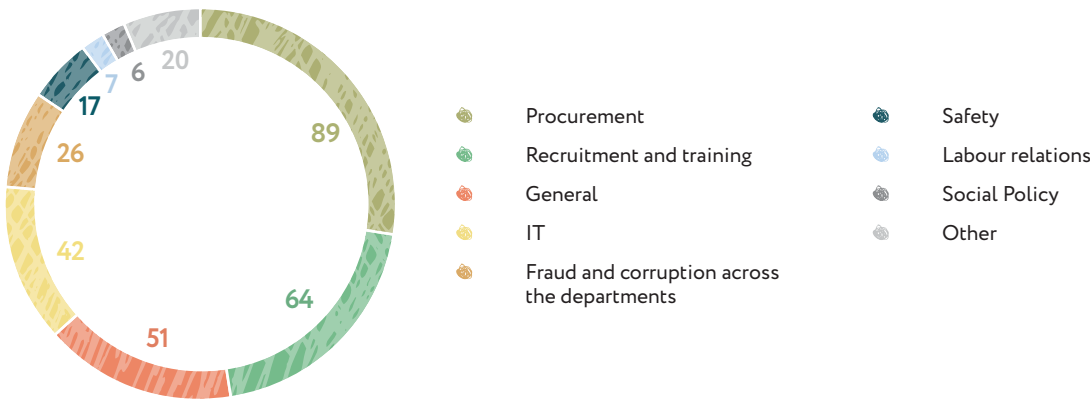 20
6
7
17
26
42
51
64
89
Procurement
Recruitment and training
General
IT
Fraud and corruption across
the departments
Safety
Labour relations
Social Policy
Other